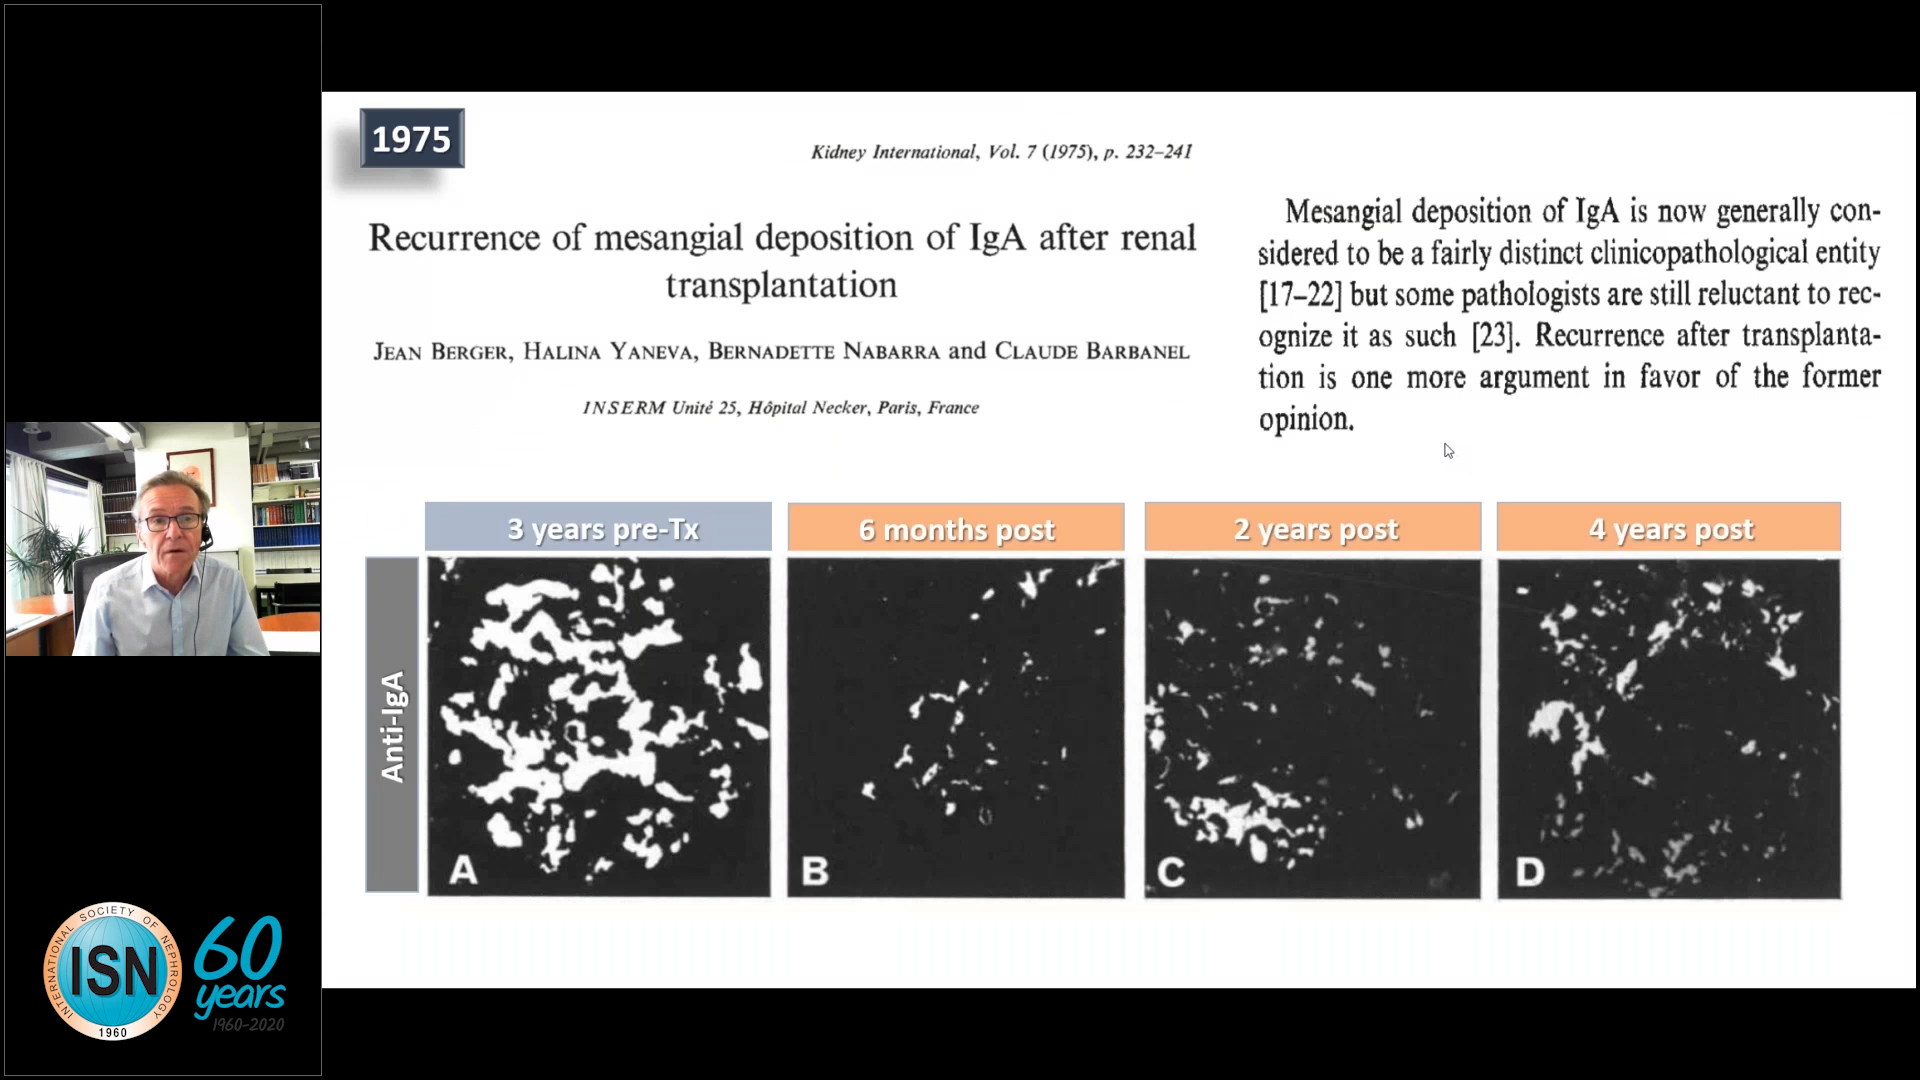 1975
Kidney International, Vol. 7 (1975), p. 232–241
Recurrence of mesangial deposition of IgA after renal
transplantation
JEAN BERGER, HALINA YANEVA, BERNADETTE NABARRA and CLAUDE BARBANEL
INSERM Unité 25, Hôpital Necker, Paris, France
Mesangial deposition of IgA is now generally con-
sidered to be a fairly distinct clinicopathological entity
[17–22] but some pathologists are still reluctant to rec-
ognize it as such [23]. Recurrence after transplanta-
tion is one more argument in favor of the former
opinion.
3 years pre-Tx
6 months post
2 years post
4 years post
Anti-IgA
A
B
C
D
INTERNATIONAL SOCIETY OF NEPHROLOGY
ISN
1960
60
years
1960-2020